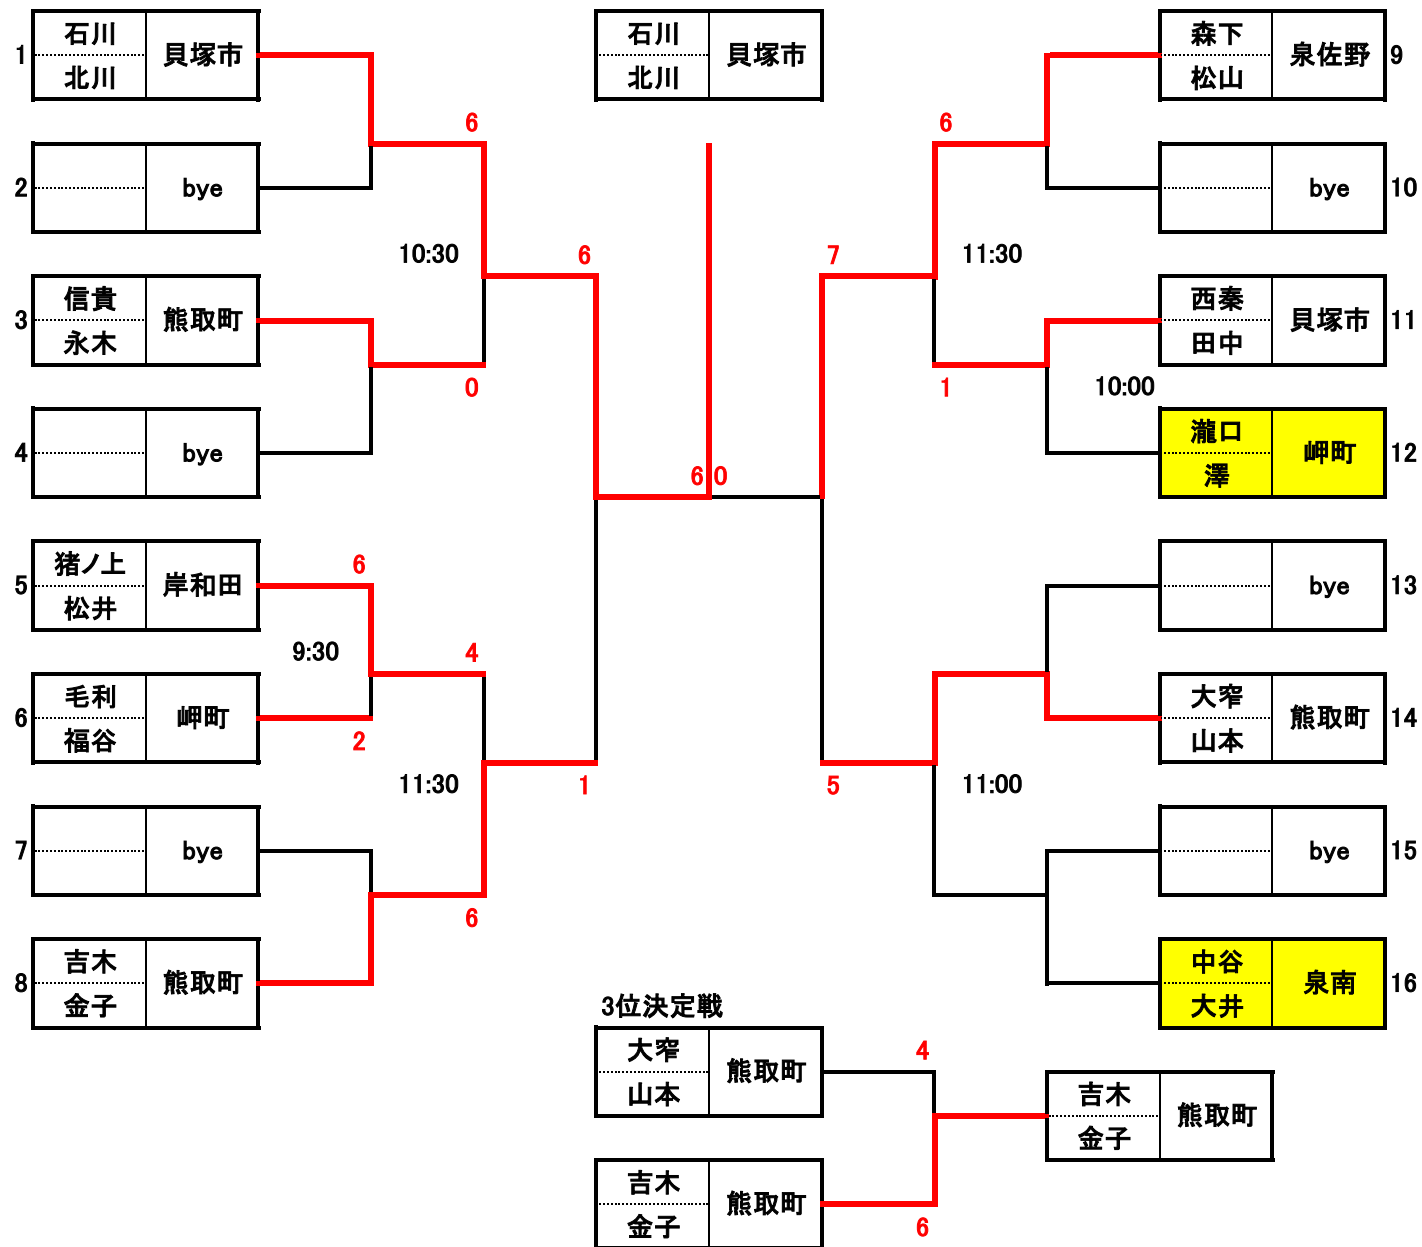 1 石川 北川 貝塚市
2 bye
3 信貴 永木 熊取町
4 bye
5 猪ノ上 松井 岸和田
6 毛利 福谷 岬町
7 bye
8 吉木 金子 熊取町
6
10:30
0
6
9:30
2
4
11:30
6
6
1
石川 北川 貝塚市
6 0
7
5
6
11:30
1
10:00
11:00
森下 松山 泉佐野 9
bye 10
西秦 田中 貝塚市 11
瀧口 澤 岬町 12
bye 13
大窄 山本 熊取町 14
bye 15
中谷 大井 泉南 16
3位決定戦
大窄 山本 熊取町
4
吉木 金子 熊取町
6
吉木 金子 熊取町